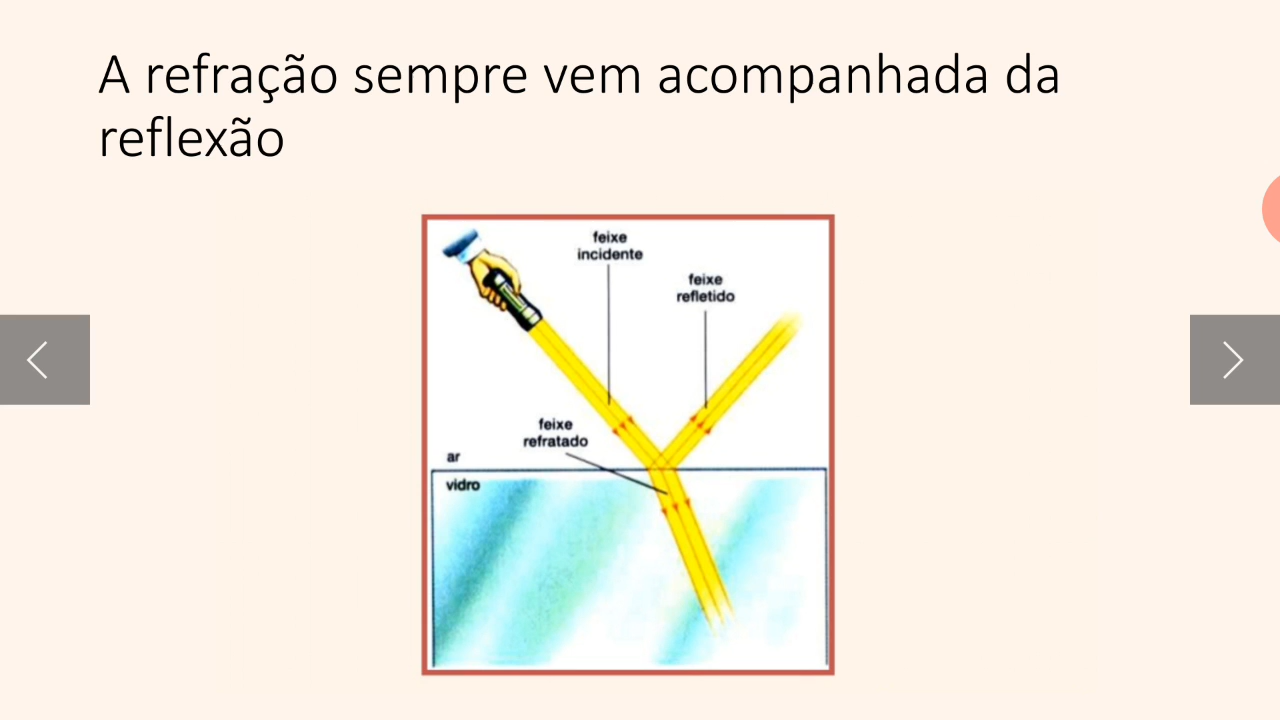 A refração sempre vem acompanhada da
reflexão
feixe
incidente
feixe
refletido
feixe
refratado
ar
vidro